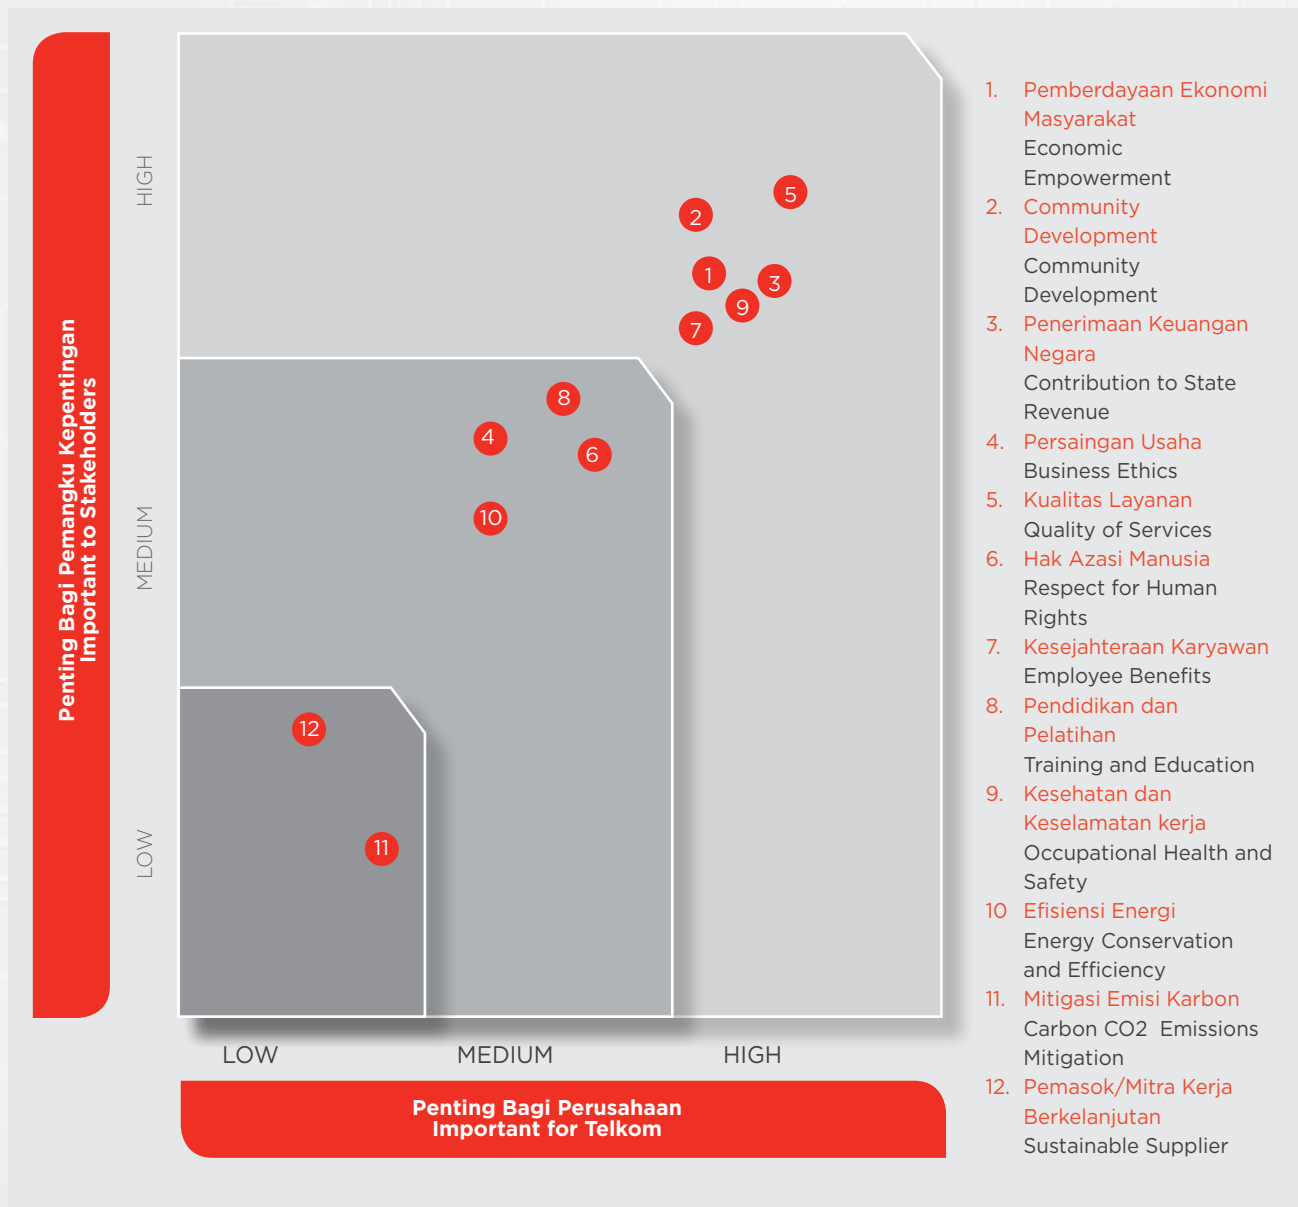 Penting Bagi Pemangku Kepentingan
Important to Stakeholders
HIGH
MEDIUM
LOW
5
2
1
3
9
7
8
4
6
10
12
11
LOW
MEDIUM
HIGH
Penting Bagi Perusahaan
Important for Telkom
1. Pemberdayaan Ekonomi
Masyarakat
Economic
Empowerment
2. Community
Development
Community
Development
3. Penerimaan Keuangan
Negara
Contribution to State
Revenue
4. Persaingan Usaha
Business Ethics
5. Kualitas Layanan
Quality of Services
6. Hak Azasi Manusia
Respect for Human
Rights
7. Kesejahteraan Karyawan
Employee Benefits
8. Pendidikan dan
Pelatihan
Training and Education
9. Kesehatan dan
Keselamatan kerja
Occupational Health and
Safety
10 Efisiensi Energi
Energy Conservation
and Efficiency
11. Mitigasi Emisi Karbon
Carbon CO2 Emissions
Mitigation
12. Pemasok/Mitra Kerja
Berkelanjutan
Sustainable Supplier